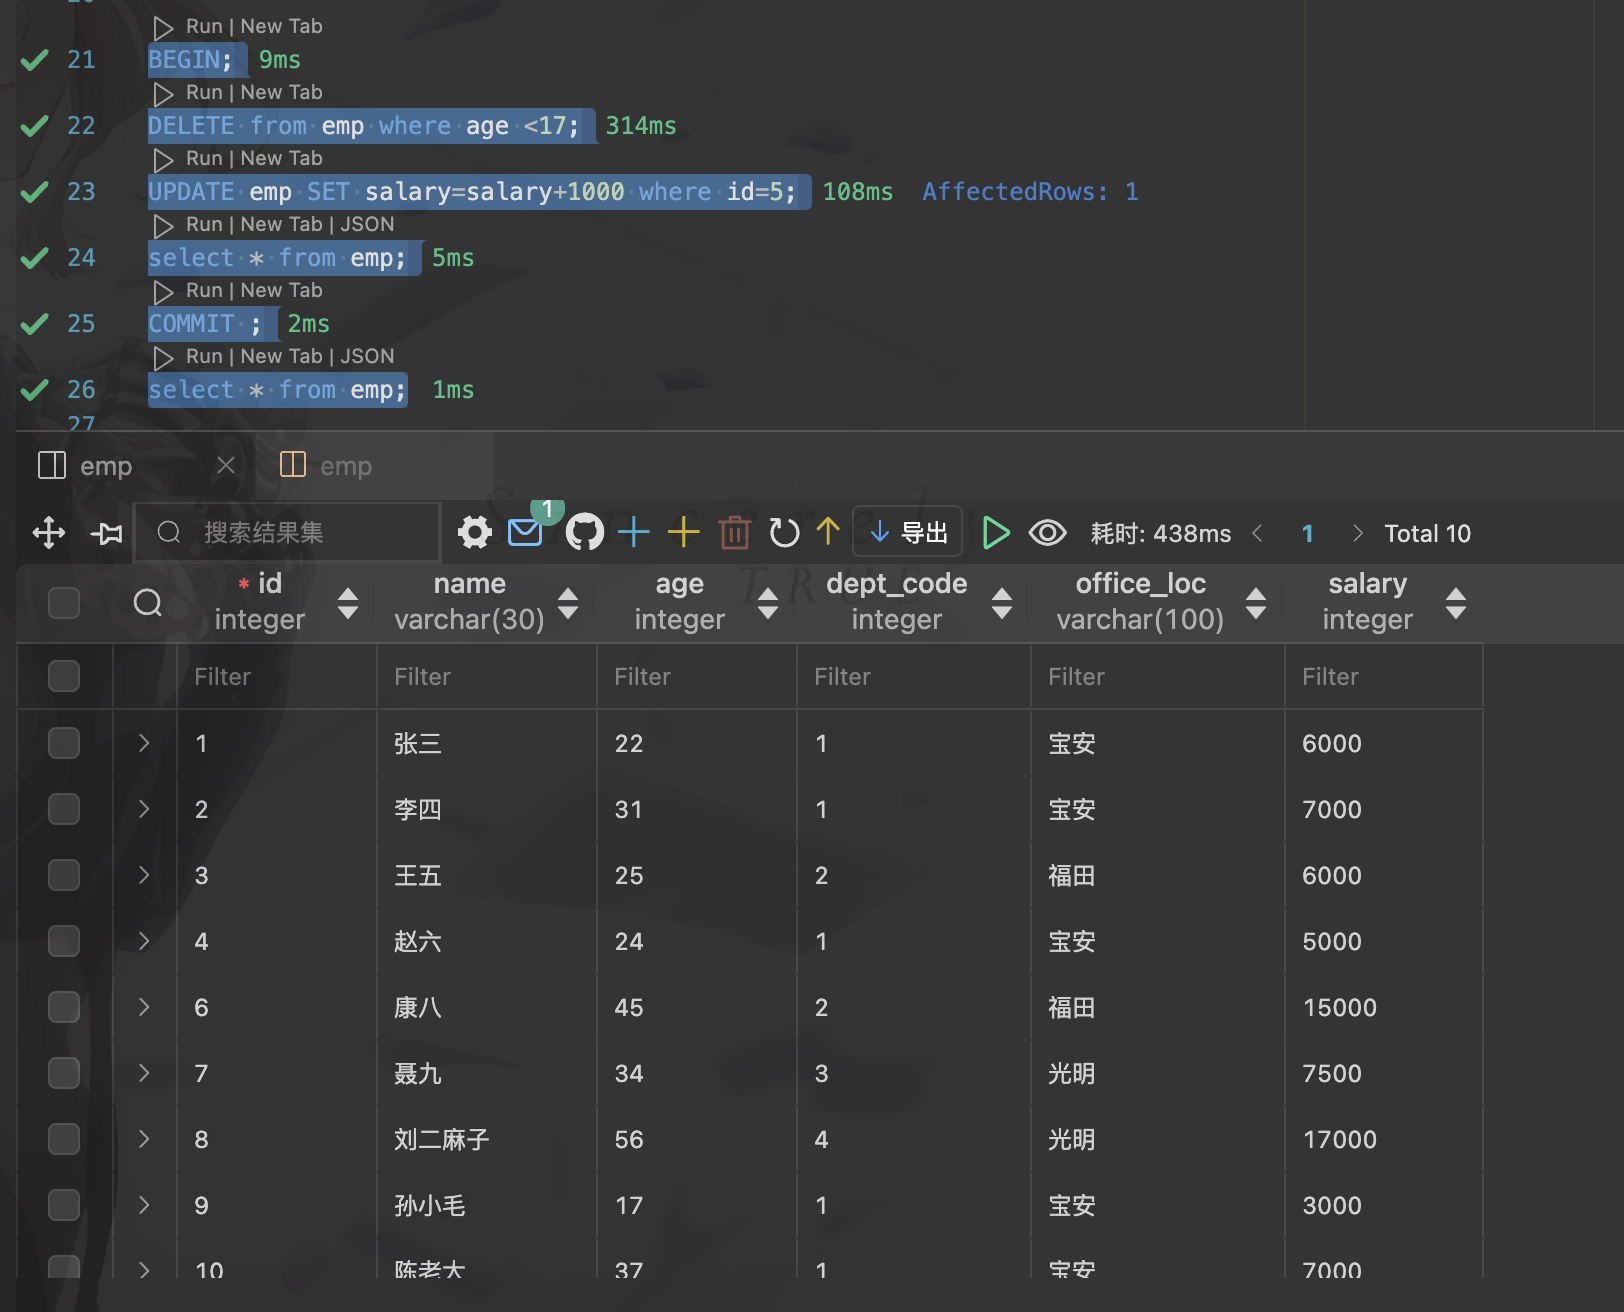 Run | New Tab
21 BEGIN; 9ms
Run | New Tab
22 DELETE from emp where age <17; 314ms
Run | New Tab
23 UPDATE emp SET salary=salary+1000 where id=5; 108ms AffectedRows: 1
Run | New Tab | JSON
24 select * from emp; 5ms
Run | New Tab
25 COMMIT ; 2ms
Run | New Tab | JSON
26 select * from emp; 1ms
27
emp emp
搜索结果集 1 导出 耗时: 438ms 1 Total 10
* id name age dept_code office_loc salary
integer varchar(30) integer integer varchar(100) integer
Filter Filter Filter Filter Filter Filter
1 张三 22 1 宝安 6000
2 李四 31 1 宝安 7000
3 王五 25 2 福田 6000
4 赵六 24 1 宝安 5000
6 康八 45 2 福田 15000
7 聂九 34 3 光明 7500
8 刘二麻子 56 4 光明 17000
9 孙小毛 17 1 宝安 3000
10 陈老大 37 1 宝安 7000